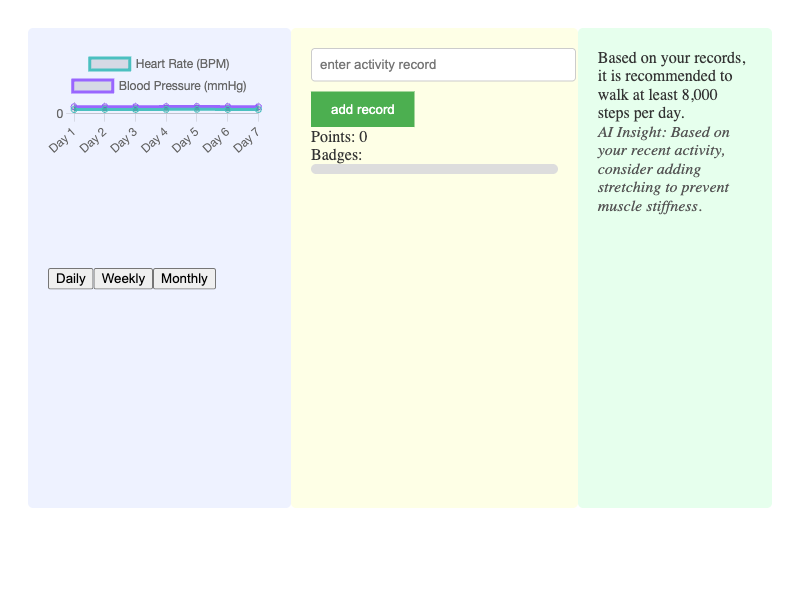 Heart Rate (BPM)
Blood Pressure (mmHg)
0
Day 1
Day 2
Day 3
Day 4
Day 5
Day 6
Day 7
Daily
Weekly
Monthly
enter activity record
add record
Points: 0
Badges:
Based on your records,
it is recommended to
walk at least 8,000
steps per day.
AI Insight: Based on
your recent activity,
consider adding
stretching to prevent
muscle stiffness.